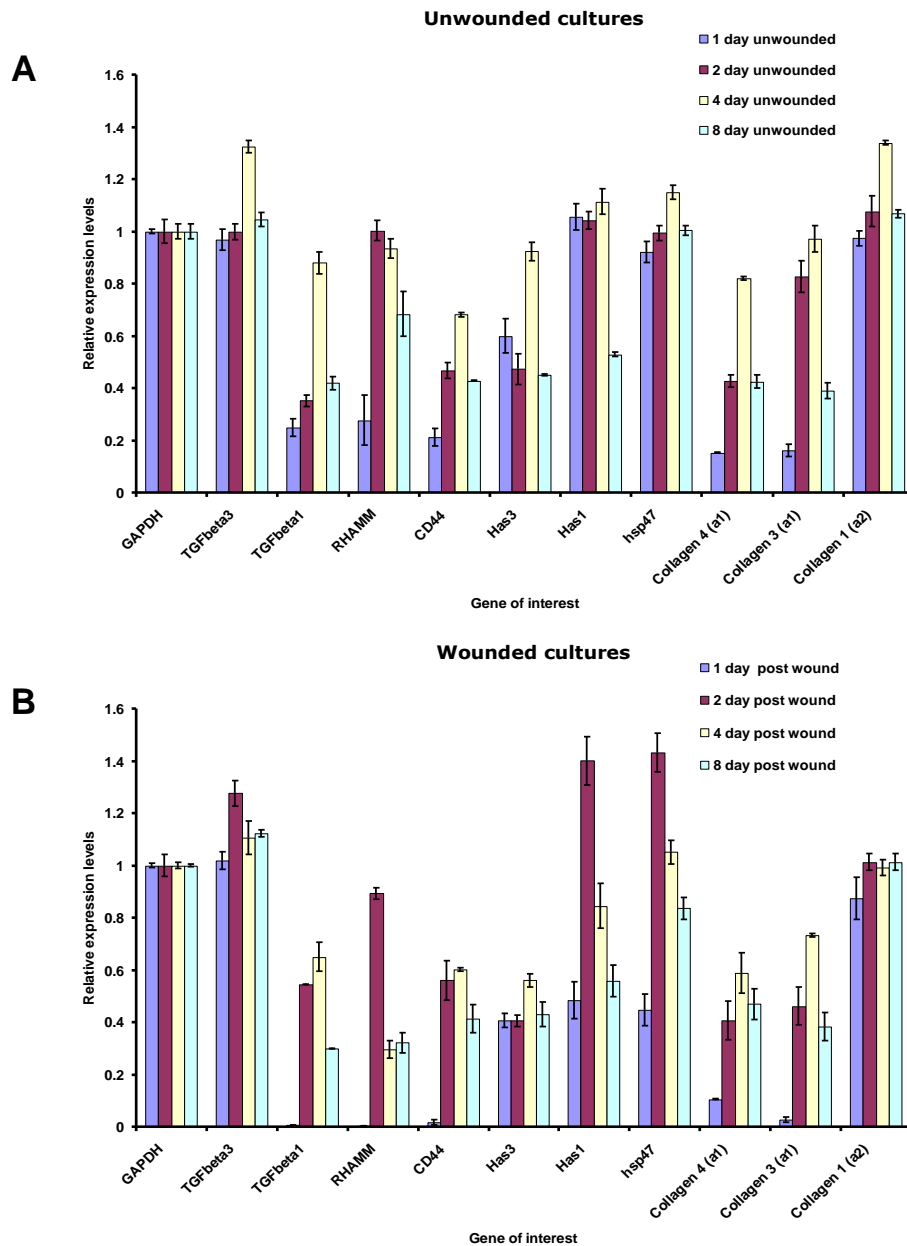 Unwounded cultures
A
1 day unwounded
2 day unwounded
4 day unwounded
8 day unwounded
Relative expression levels
1.6
1.4
1.2
1
0.8
0.6
0.4
0.2
0
GAPDH
TGFbeta3
TGFbeta1
RHAMM
CD44
Has3
Has1
hsp47
Collagen 4 (a1)
Collagen 3 (a1)
Collagen 1 (a2)
Gene of interest
Wounded cultures
B
1 day  post wound
2 day post wound
4 day post wound
8 day post wound
Relative expression levels
1.6
1.4
1.2
1
0.8
0.6
0.4
0.2
0
GAPDH
TGFbeta3
TGFbeta1
RHAMM
CD44
Has3
Has1
hsp47
Collagen 4 (a1)
Collagen 3 (a1)
Collagen 1 (a2)
Gene of interest